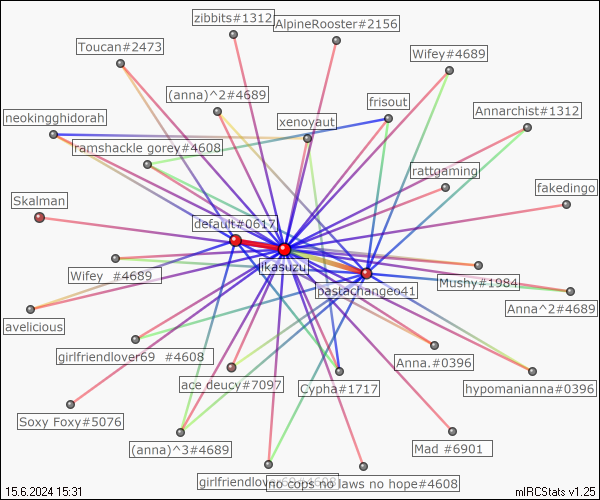 zibbits#1312
AlpineRooster#2156
Toucan#2473
Wifey#4689
(anna)^2#4689
frisout
Annarchist#1312
neokingghidorah
xenoyaut
ramshackle gorey#4608
rattgaming
fakedingo
Skalman
default#0617
ikasuzu
Wifey #4689
Mushy#1984
pastachangeo41
Anna^2#4689
avelicious
girlfriendlover69 #4608
Anna.#0396
ace deucy#7097
Cypha#1717
hypomanianna#0396
Soxy Foxy#5076
(anna)^3#4689
Mad #6901
girlfriendlover69#4608
no cops no laws no hope#4608
15.6.2024 15:31
mIRCStats v1.25